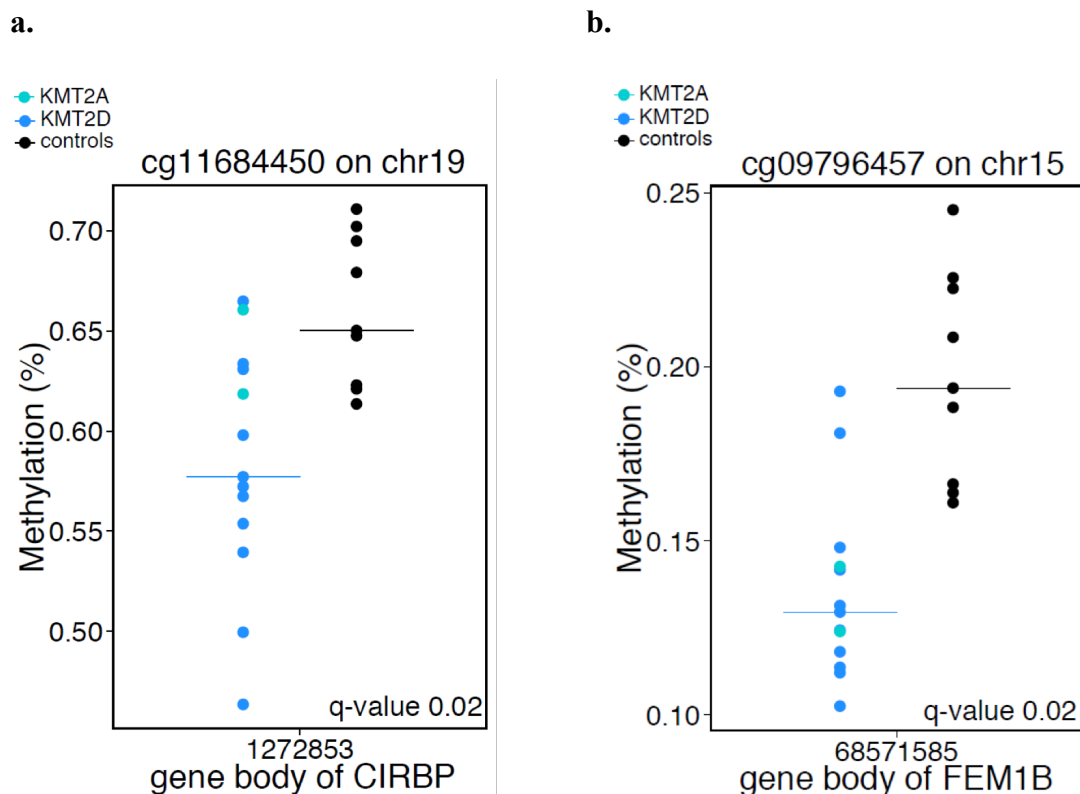 a.
KMT2A
KMT2D
controls
cg11684450 on chr19
Methylation (%)
0.70
0.65
0.60
0.55
0.50
q-value 0.02
1272853
gene body of CIRBP
b.
KMT2A
KMT2D
controls
cg09796457 on chr15
Methylation (%)
0.25
0.20
0.15
0.10
q-value 0.02
68571585
gene body of FEM1B